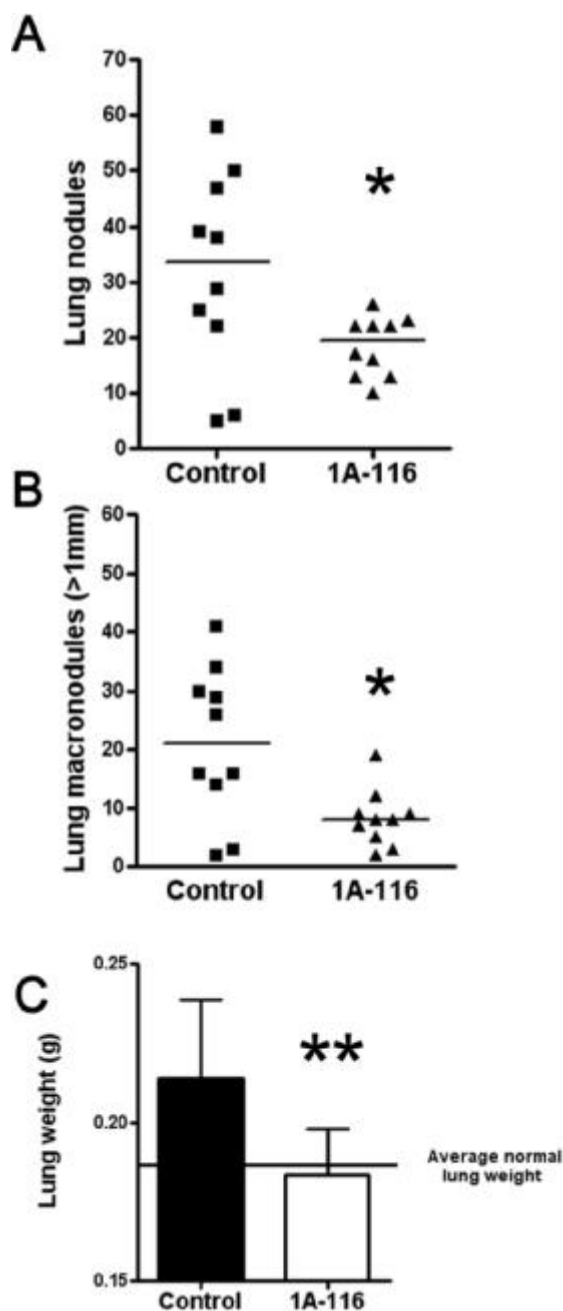 A
Lung nodules
70
60
50
40
30
20
10
0
*
Control 1A-116
B
Lung macronodules (>1mm)
60
50
40
30
20
10
0
*
Control 1A-116
C
Lung weight (g)
0.25
0.20
0.15
**
Average normal
lung weight
Control 1A-116